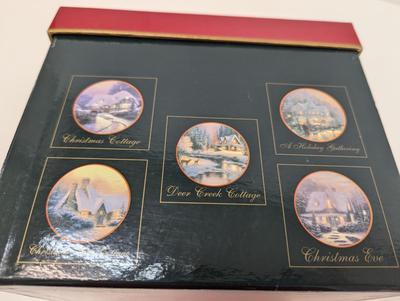 Christmas Cottage
A Holiday Gathering
Deer Creek Cottage
Christmas Eve